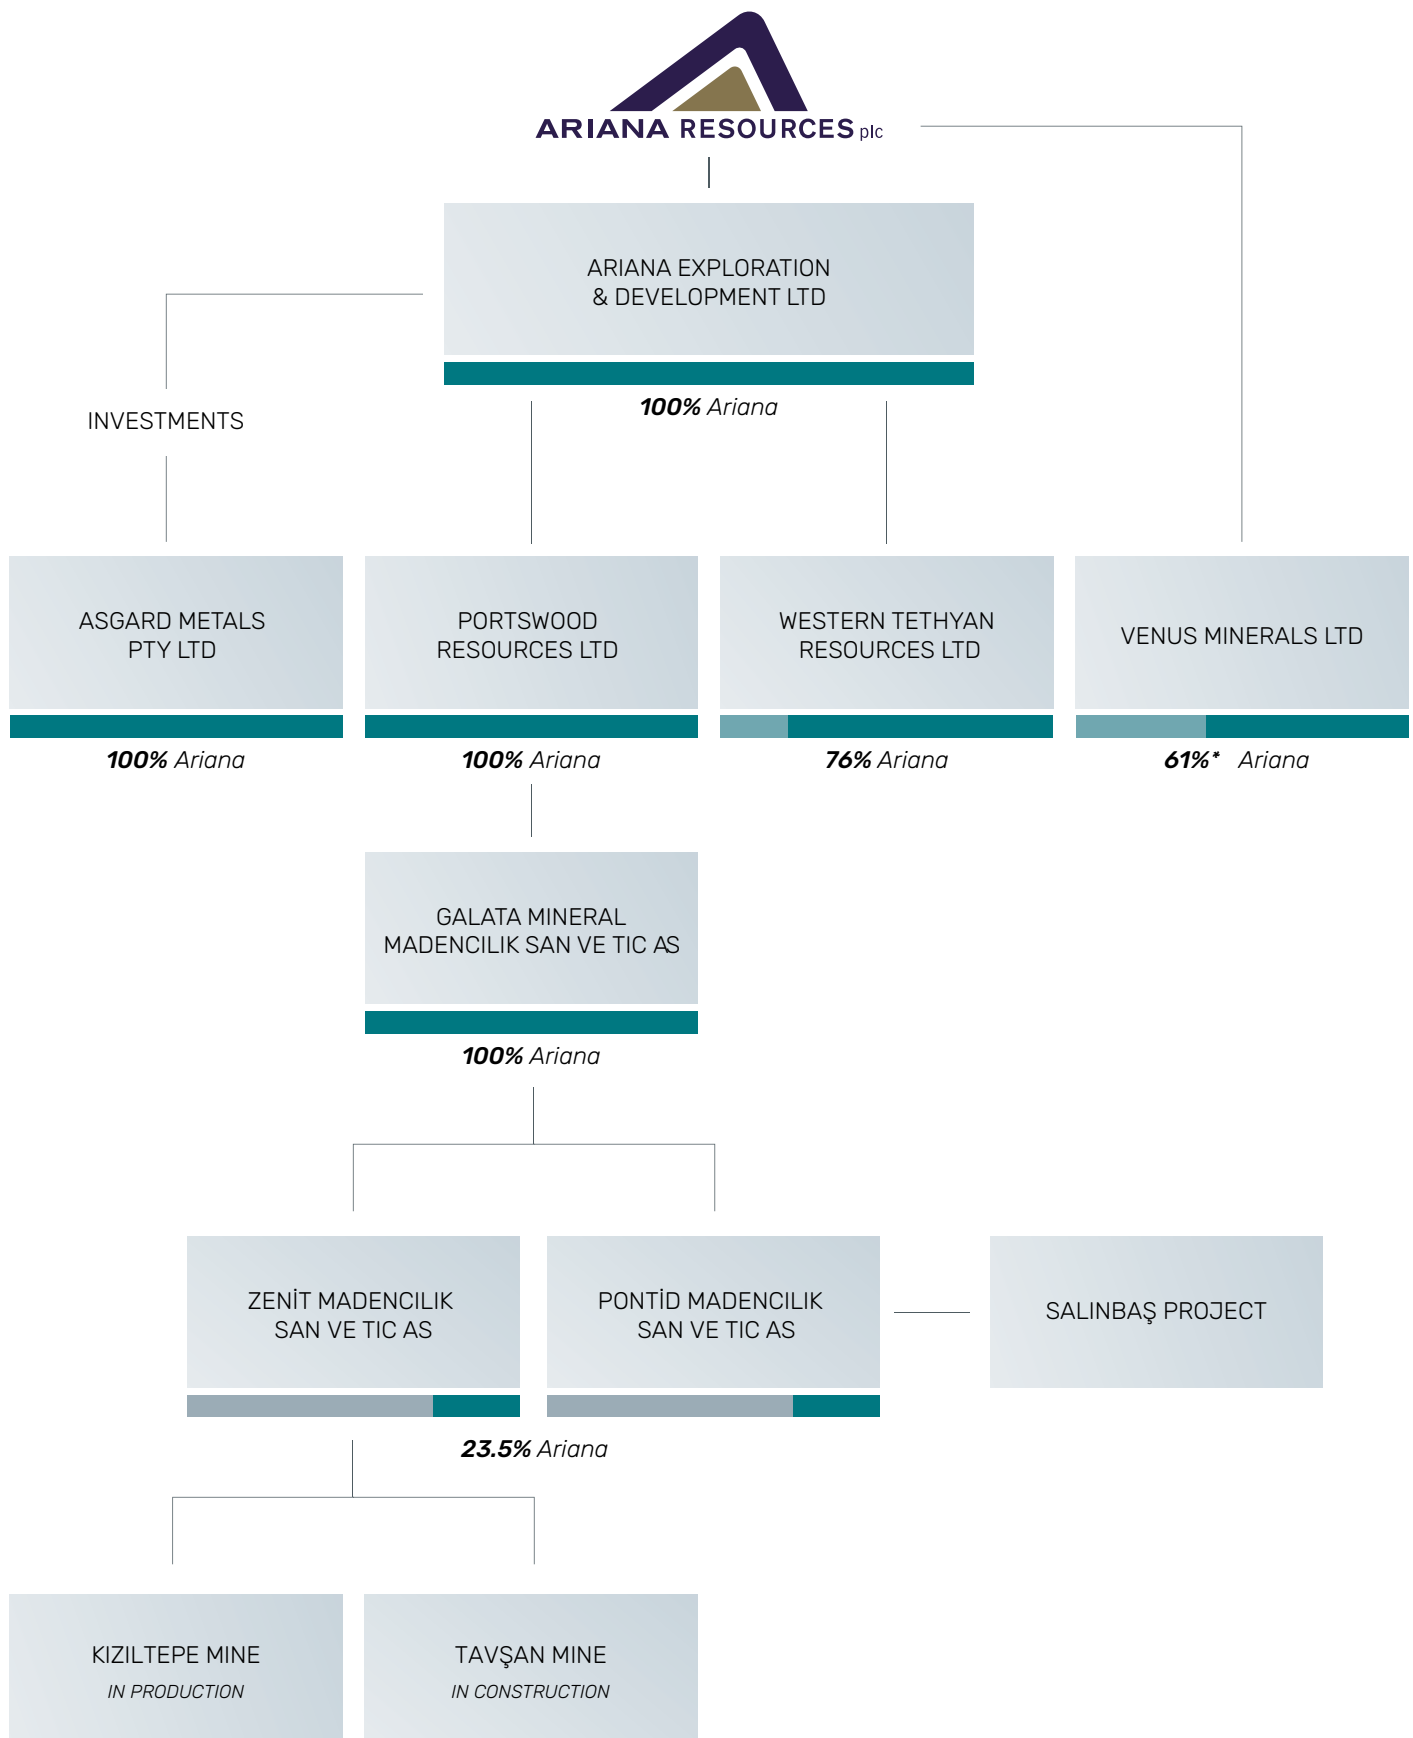 ARIANA RESOURCES plc
ARIANA EXPLORATION
& DEVELOPMENT LTD
100% Ariana
INVESTMENTS
ASGARD METALS
PTY LTD
100% Ariana
PORTSWOOD
RESOURCES LTD
100% Ariana
WESTERN TETHYAN
RESOURCES LTD
76% Ariana
VENUS MINERALS LTD
61%* Ariana
GALATA MINERAL
MADENCILIK SAN VE TIC AS
100% Ariana
ZENİT MADENCILIK
SAN VE TIC AS
PONTİD MADENCILIK
SAN VE TIC AS
SALINBAŞ PROJECT
23.5% Ariana
KIZILTEPE MINE
IN PRODUCTION
TAVŞAN MINE
IN CONSTRUCTION